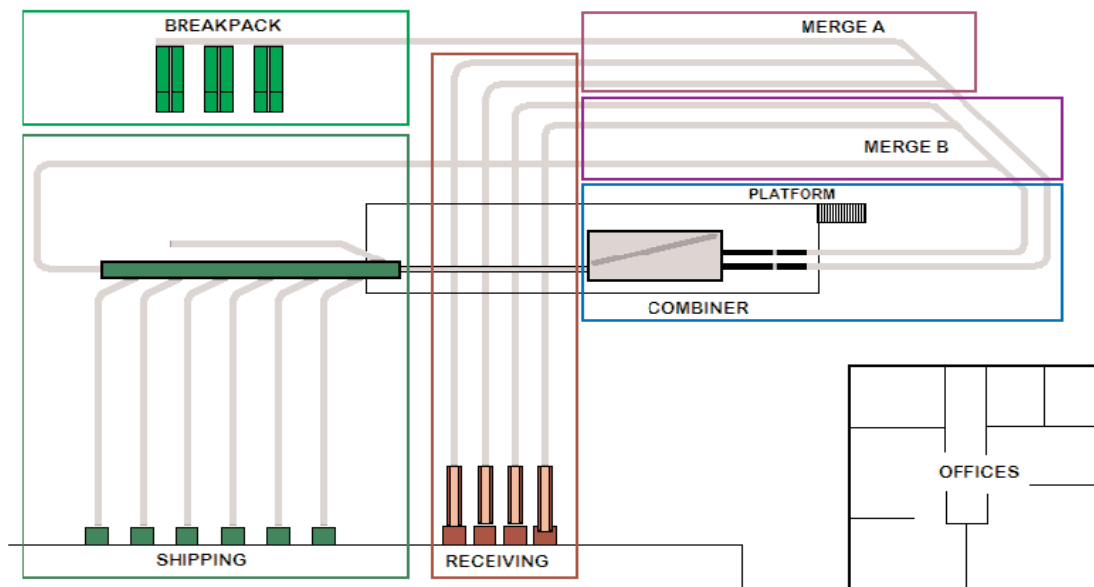 BREAKPACK
MERGE A
MERGE B
PLATFORM
COMBINER
OFFICES
SHIPPING
RECEIVING